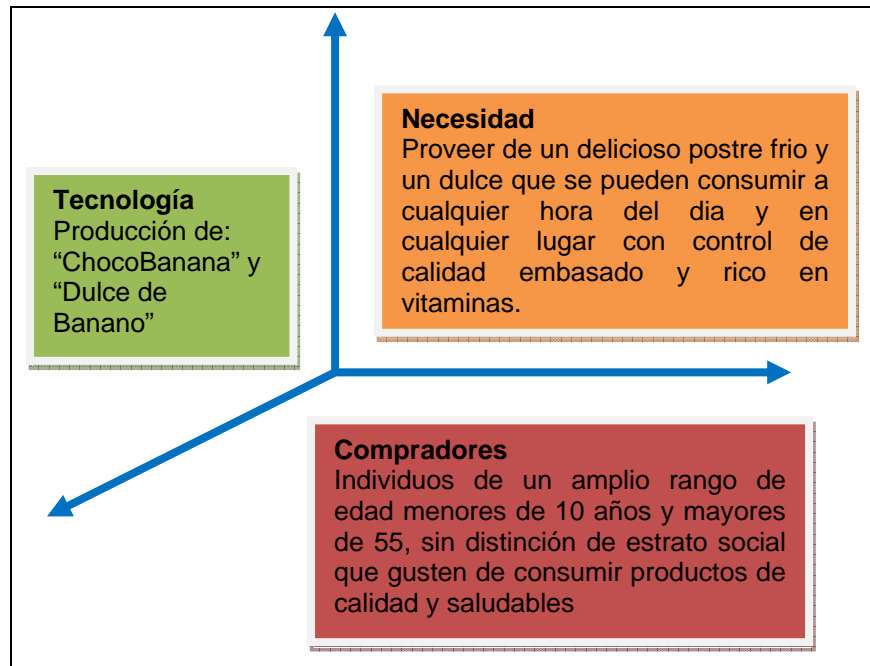 Necesidad
Proveer de un delicioso postre frio y
un dulce que se pueden consumir a
cualquier hora del dia y en
cualquier lugar con control de
calidad embasado y rico en
vitaminas.
Tecnología
Producción de:
“ChocoBanana” y
“Dulce de
Banano”
Compradores
Individuos de un amplio rango de
edad menores de 10 años y mayores
de 55, sin distinción de estrato social
que gusten de consumir productos de
calidad y saludables